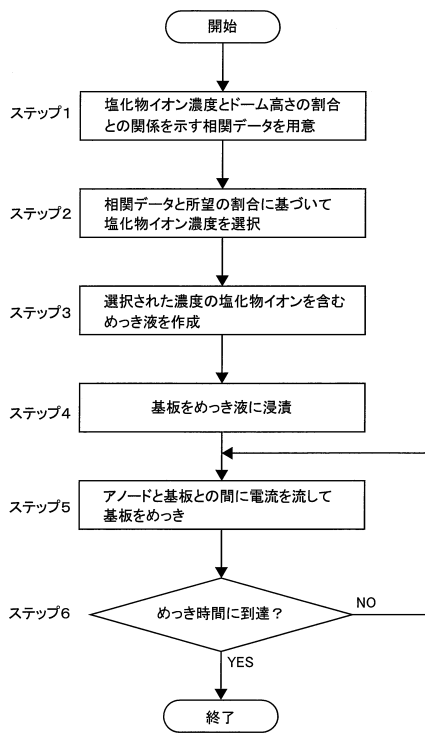 開始
ステップ1
塩化物イオン濃度とドーム高さの割合
との関係を示す相関データを用意
ステップ2
相関データと所望の割合に基づいて
塩化物イオン濃度を選択
ステップ3
選択された濃度の塩化物イオンを含む
めっき液を作成
ステップ4
基板をめっき液に浸漬
ステップ5
アノードと基板との間に電流を流して
基板をめっき
ステップ6
めっき時間に到達？
NO
YES
終了